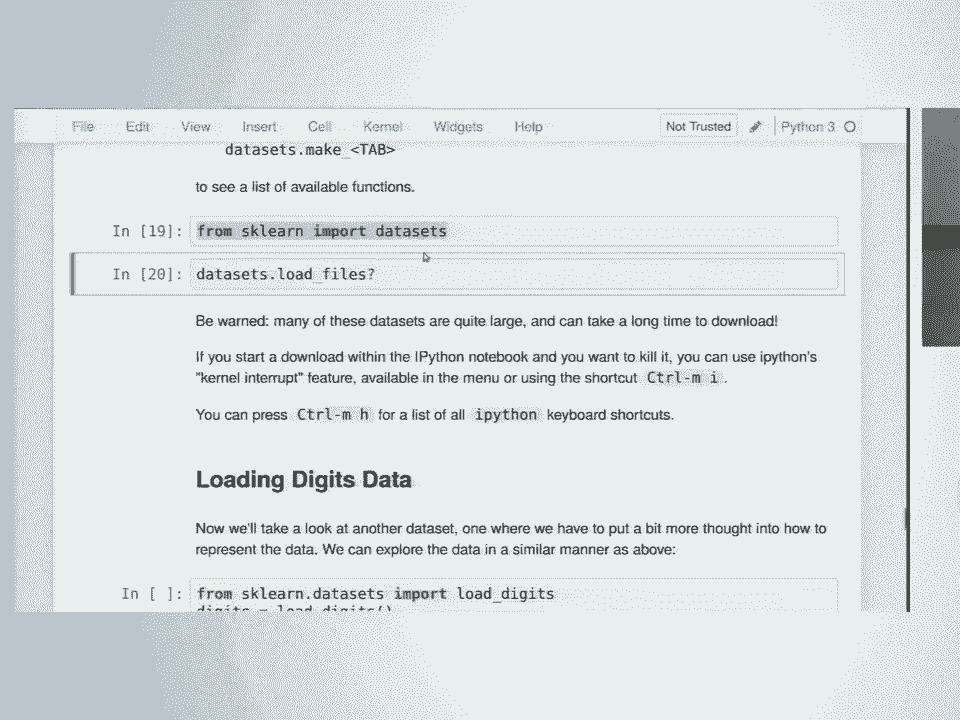 File Edit View Insert Cell Kernel Widgets Help Not Trusted Python 3
datasets.make_<TAB>
to see a list of available functions.
In [19]: from sklearn import datasets
In [20]: datasets.load_files?
Be warned: many of these datasets are quite large, and can take a long time to download!
If you start a download within the IPython notebook and you want to kill it, you can use ipython's
"kernel interrupt" feature, available in the menu or using the shortcut Ctrl-m i .
You can press Ctrl-m h for a list of all ipython keyboard shortcuts.
Loading Digits Data
Now we'll take a look at another dataset, one where we have to put a bit more thought into how to
represent the data. We can explore the data in a similar manner as above:
In [ ]: from sklearn.datasets import load_digits
digits = load_digits()